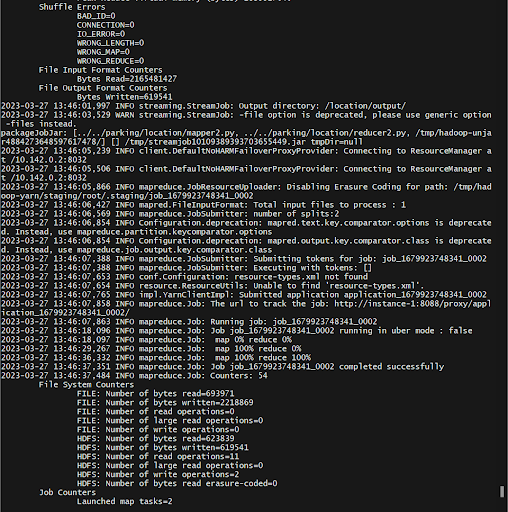 Shuffle Errors
BAD_ID=0
CONNECTION=0
IO_ERROR=0
WRONG_LENGTH=0
WRONG_MAP=0
WRONG_REDUCE=0
File Input Format Counters
Bytes Read=2165481427
File Output Format Counters
Bytes Written=619541
2023-03-27 13:46:01,997 INFO streaming.StreamJob: Output directory: /location/output/
2023-03-27 13:46:03,529 WARN streaming.StreamJob: -file option is deprecated, please use generic option
-files instead.
packageJobJar: [../../parking/location/mapper2.py, ../../parking/location/reducer2.py, /tmp/hadoop-unja
r4884273648597617478/] [] /tmp/streamjob10109389393703655449.jar tmpDir=null
2023-03-27 13:46:05,239 INFO client.DefaultNoHARMFailoverProxyProvider: Connecting to ResourceManager a
t /10.142.0.2:8032
2023-03-27 13:46:05,506 INFO client.DefaultNoHARMFailoverProxyProvider: Connecting to ResourceManager a
t /10.142.0.2:8032
2023-03-27 13:46:05,866 INFO mapreduce.JobResourceUploader: Disabling Erasure Coding for path: /tmp/had
oop-yarn/staging/root/.staging/job_1679923748341_0002
2023-03-27 13:46:06,427 INFO mapred.FileInputFormat: Total input files to process : 1
2023-03-27 13:46:06,569 INFO mapreduce.JobSubmitter: number of splits:2
2023-03-27 13:46:06,854 INFO Configuration.deprecation: mapred.text.key.comparator.options is deprecate
d. Instead, use mapreduce.partition.keycomparator.options
2023-03-27 13:46:06,854 INFO Configuration.deprecation: mapred.output.key.comparator.class is deprecate
d. Instead, use mapreduce.job.output.key.comparator.class
2023-03-27 13:46:07,388 INFO mapreduce.JobSubmitter: Submitting tokens for job: job_1679923748341_0002
2023-03-27 13:46:07,388 INFO mapreduce.JobSubmitter: Executing with tokens: []
2023-03-27 13:46:07,653 INFO conf.Configuration: resource-types.xml not found
2023-03-27 13:46:07,654 INFO resource.ResourceUtils: Unable to find 'resource-types.xml'.
2023-03-27 13:46:07,765 INFO impl.YarnClientImpl: Submitted application application_1679923748341_0002
2023-03-27 13:46:07,858 INFO mapreduce.Job: The url to track the job: http://instance-1:8088/proxy/appl
ication_1679923748341_0002/
2023-03-27 13:46:07,863 INFO mapreduce.Job: Running job: job_1679923748341_0002
2023-03-27 13:46:18,096 INFO mapreduce.Job: Job job_1679923748341_0002 running in uber mode : false
2023-03-27 13:46:18,097 INFO mapreduce.Job: map 0% reduce 0%
2023-03-27 13:46:29,267 INFO mapreduce.Job: map 100% reduce 0%
2023-03-27 13:46:36,332 INFO mapreduce.Job: map 100% reduce 100%
2023-03-27 13:46:37,351 INFO mapreduce.Job: Job job_1679923748341_0002 completed successfully
2023-03-27 13:46:37,484 INFO mapreduce.Job: Counters: 54
File System Counters
FILE: Number of bytes read=693971
FILE: Number of bytes written=2218869
FILE: Number of read operations=0
FILE: Number of large read operations=0
FILE: Number of write operations=0
HDFS: Number of bytes read=623839
HDFS: Number of bytes written=619541
HDFS: Number of read operations=11
HDFS: Number of large read operations=0
HDFS: Number of write operations=2
HDFS: Number of bytes read erasure-coded=0
Job Counters
Launched map tasks=2